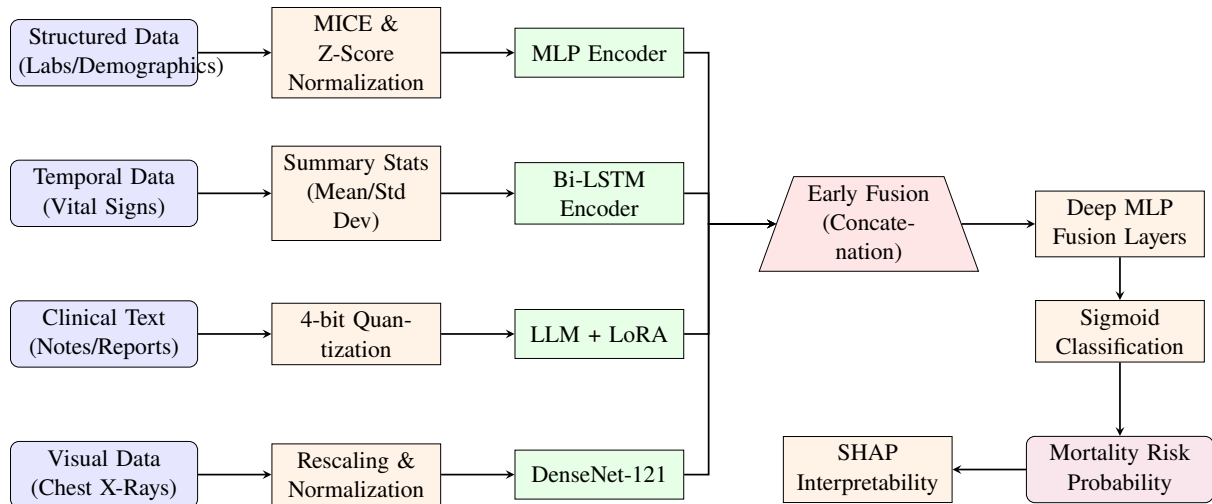 Structured Data
(Labs/Demographics)
MICE &
Z-Score
Normalization
MLP Encoder
Temporal Data
(Vital Signs)
Summary Stats
(Mean/Std
Dev)
Bi-LSTM
Encoder
Early Fusion
(Concate-
nation)
Deep MLP
Fusion Layers
Clinical Text
(Notes/Reports)
4-bit Quan-
tization
LLM + LoRA
Sigmoid
Classification
Visual Data
(Chest X-Rays)
Rescaling &
Normalization
DenseNet-121
SHAP
Interpretability
Mortality Risk
Probability